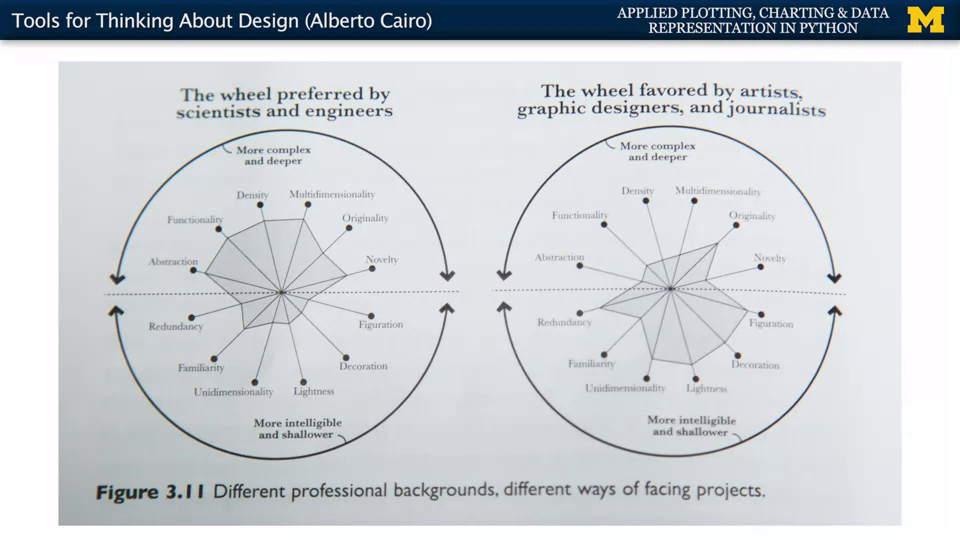 Tools for Thinking About Design (Alberto Cairo)
APPLIED PLOTTING, CHARTING & DATA
REPRESENTATION IN PYTHON
M
The wheel preferred by
scientists and engineers
More complex
and deeper
Density
Multidimensionality
Functionality
Originality
Abstraction
Novelty
Redundancy
Figuration
Familiarity
Decoration
Unidimensionality
Lightness
More intelligible
and shallower
The wheel favored by artists,
graphic designers, and journalists
More complex
and deeper
Density
Multidimensionality
Functionality
Originality
Abstraction
Novelty
Redundancy
Figuration
Familiarity
Decoration
Unidimensionality
Lightness
More intelligible
and shallower
Figure 3.11 Different professional backgrounds, different ways of facing projects.